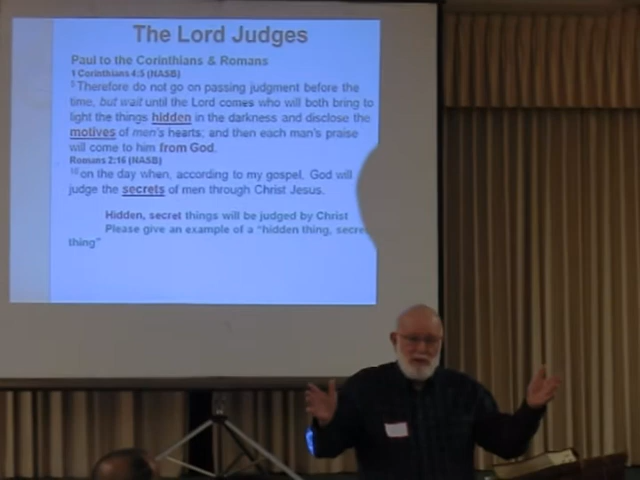 The Lord Judges
Paul to the Corinthians & Romans
1 Corinthians 4:5 (NASB)
5 Therefore do not go on passing judgment before the
time, but wait until the Lord comes who will both bring to
light the things hidden in the darkness and disclose the
motives of men's hearts; and then each man's praise
will come to him from God.
Romans 2:16 (NASB)
16 on the day when, according to my gospel, God will
judge the secrets of men through Christ Jesus.
Hidden, secret things will be judged by Christ
Please give an example of a "hidden thing, secre
thing"